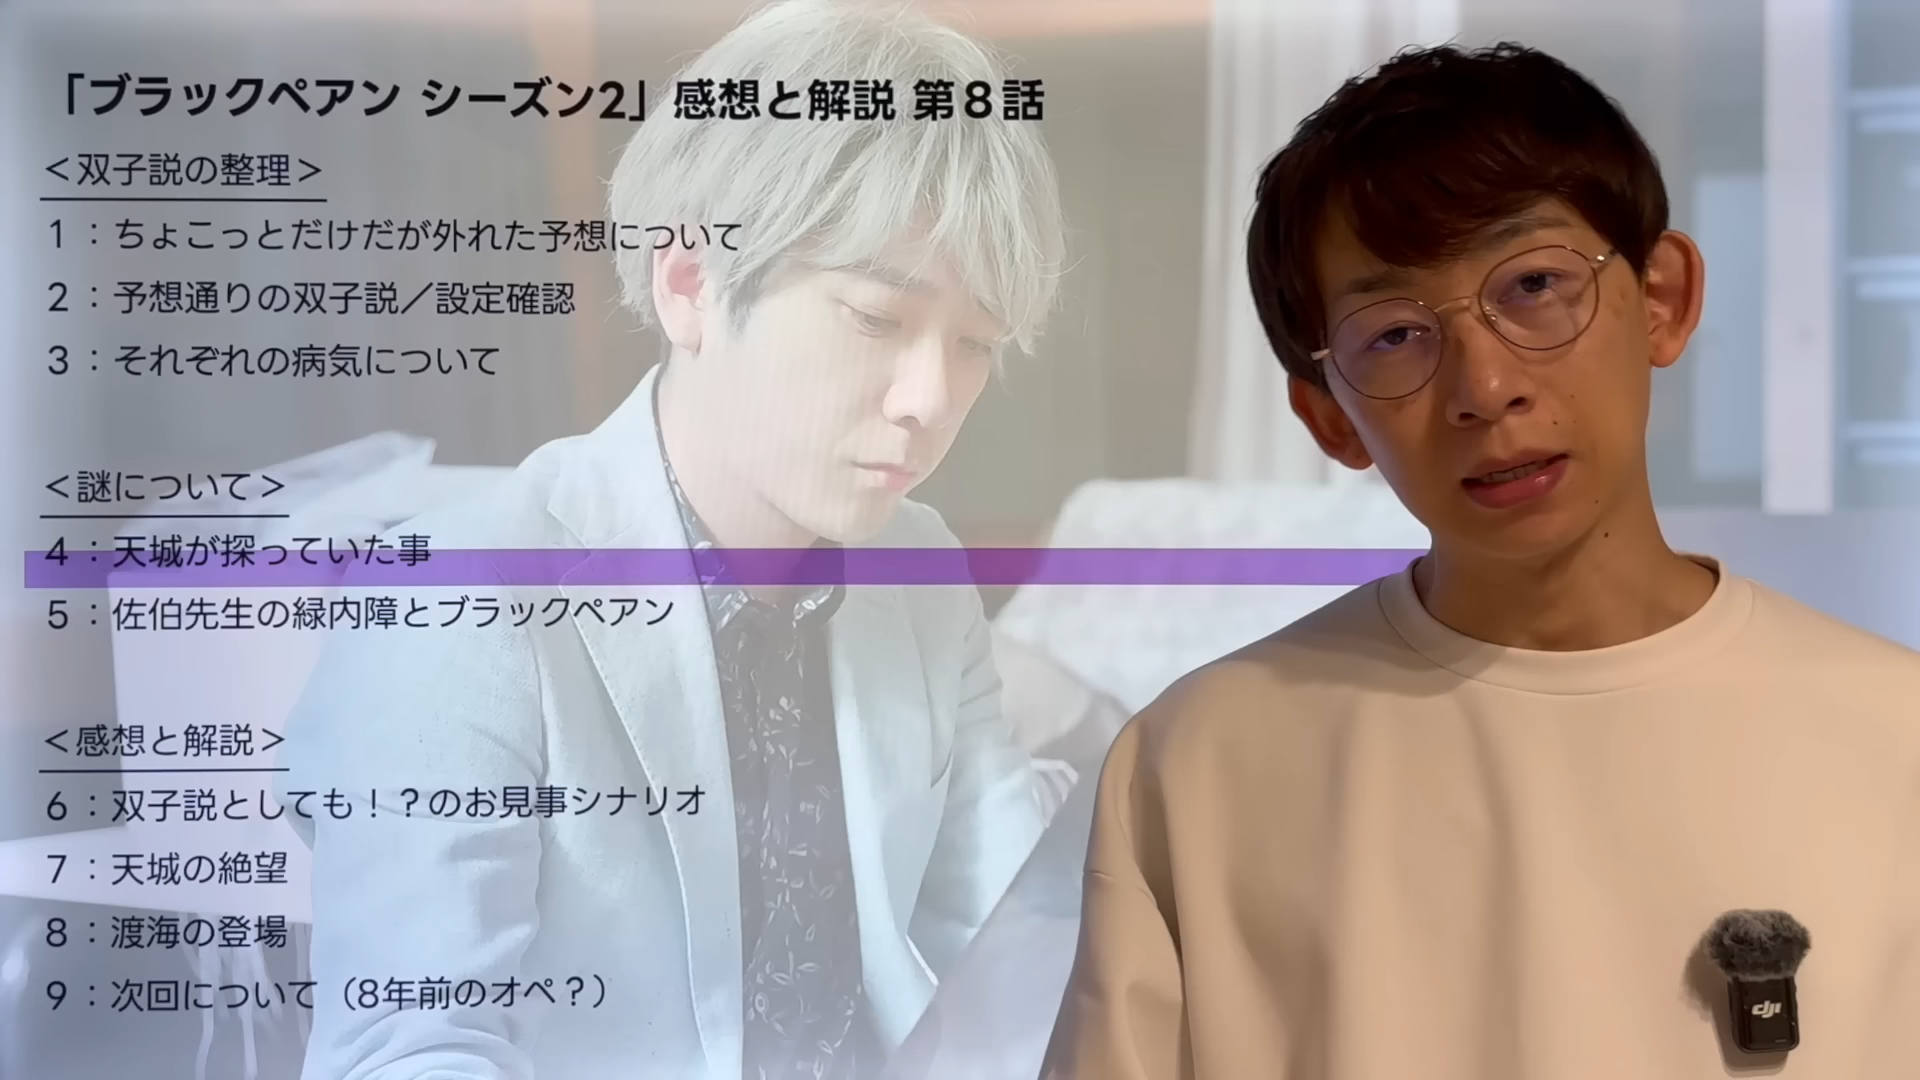 「ブラックペアン シーズン2」感想と解説 第８話
＜双子説の整理＞
1：ちょこっとだけだが外れた予想について
2：予想通りの双子説／設定確認
3：それぞれの病気について
＜謎について＞
4：天城が探っていた事
5：佐伯先生の緑内障とブラックペアン
＜感想と解説＞
6：双子説としても！？のお見事シナリオ
7：天城の絶望
8：渡海の登場
9：次回について（8年前のオペ？）
dji